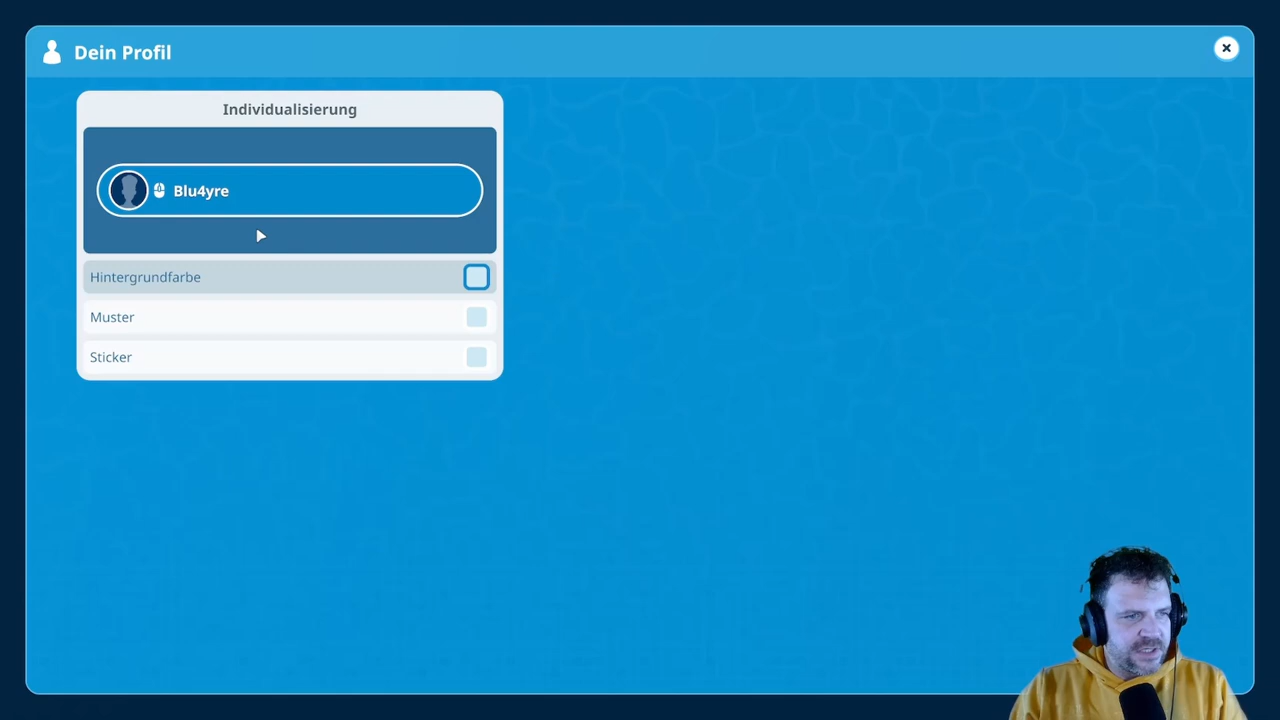 Dein Profil
Individualisierung
Blu4yre
Hintergrundfarbe
Muster
Sticker